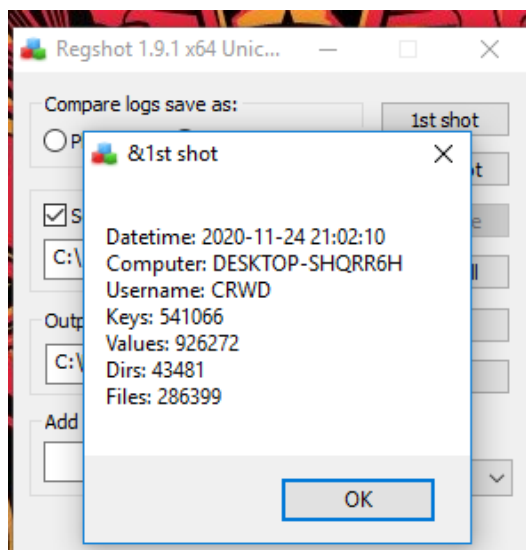 Regshot 1.9.1 x64 Unic...
Compare logs save as:
1st shot
&1st shot
Datetime: 2020-11-24 21:02:10
Computer: DESKTOP-SHQRR6H
Username: CRWD
Keys: 541066
Values: 926272
Dirs: 43481
Files: 286399
C:\
C:\
Add
OK